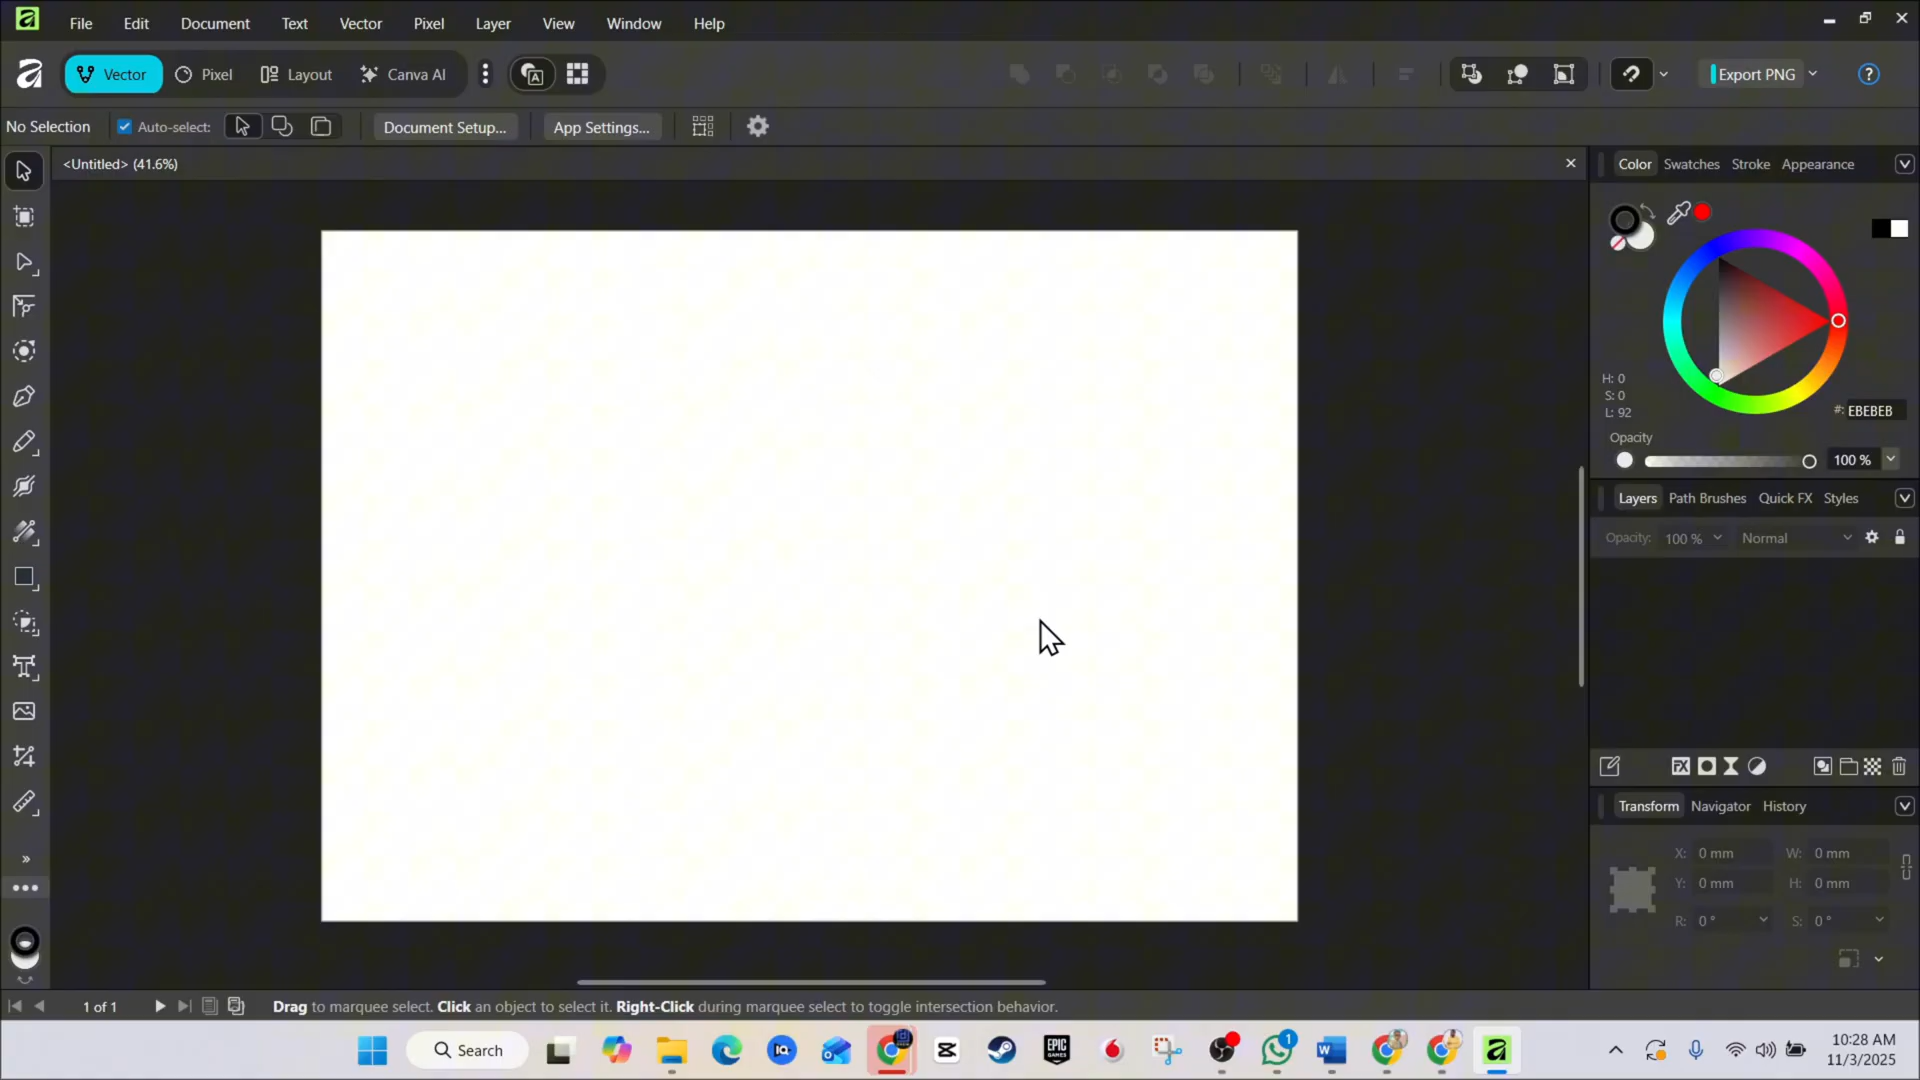 File Edit Document Text Vector Pixel Layer View Window Help
Vector Pixel Layout Canva AI Export PNG ?
No Selection Auto-select: Document Setup... App Settings...
<Untitled> (41.6%)
Color Swatches Stroke Appearance
H: 0
S: 0
L: 92
#: EBEBEB
Opacity
100 %
Layers Path Brushes Quick FX Styles
Opacity: 100 % Normal
FX
Transform Navigator History
X: 0 mm W: 0 mm
Y: 0 mm H: 0 mm
R: 0 ° S: 0 °
1 of 1 Drag to marquee select. Click an object to select it. Right-Click during marquee select to toggle intersection behavior.
Search EPIC GAMES 1 W 10:28 AM
11/3/2025